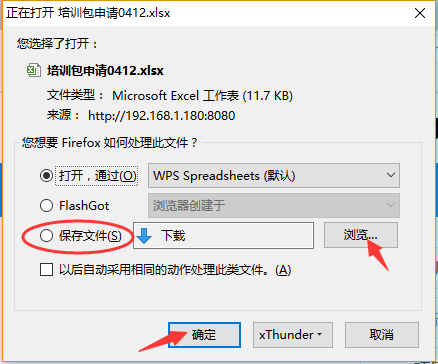 正在打开 培训包申请0412.xlsx
您选择了打开：
培训包申请0412.xlsx
文件类型： Microsoft Excel 工作表 (11.7 KB)
来源： http://192.168.1.180:8080
您想要 Firefox 如何处理此文件？
打开，通过(O) WPS Spreadsheets (默认)
FlashGot 浏览器创建于
保存文件(S) 下载 浏览...
以后自动采用相同的动作处理此类文件。(A)
确定 xThunder 取消